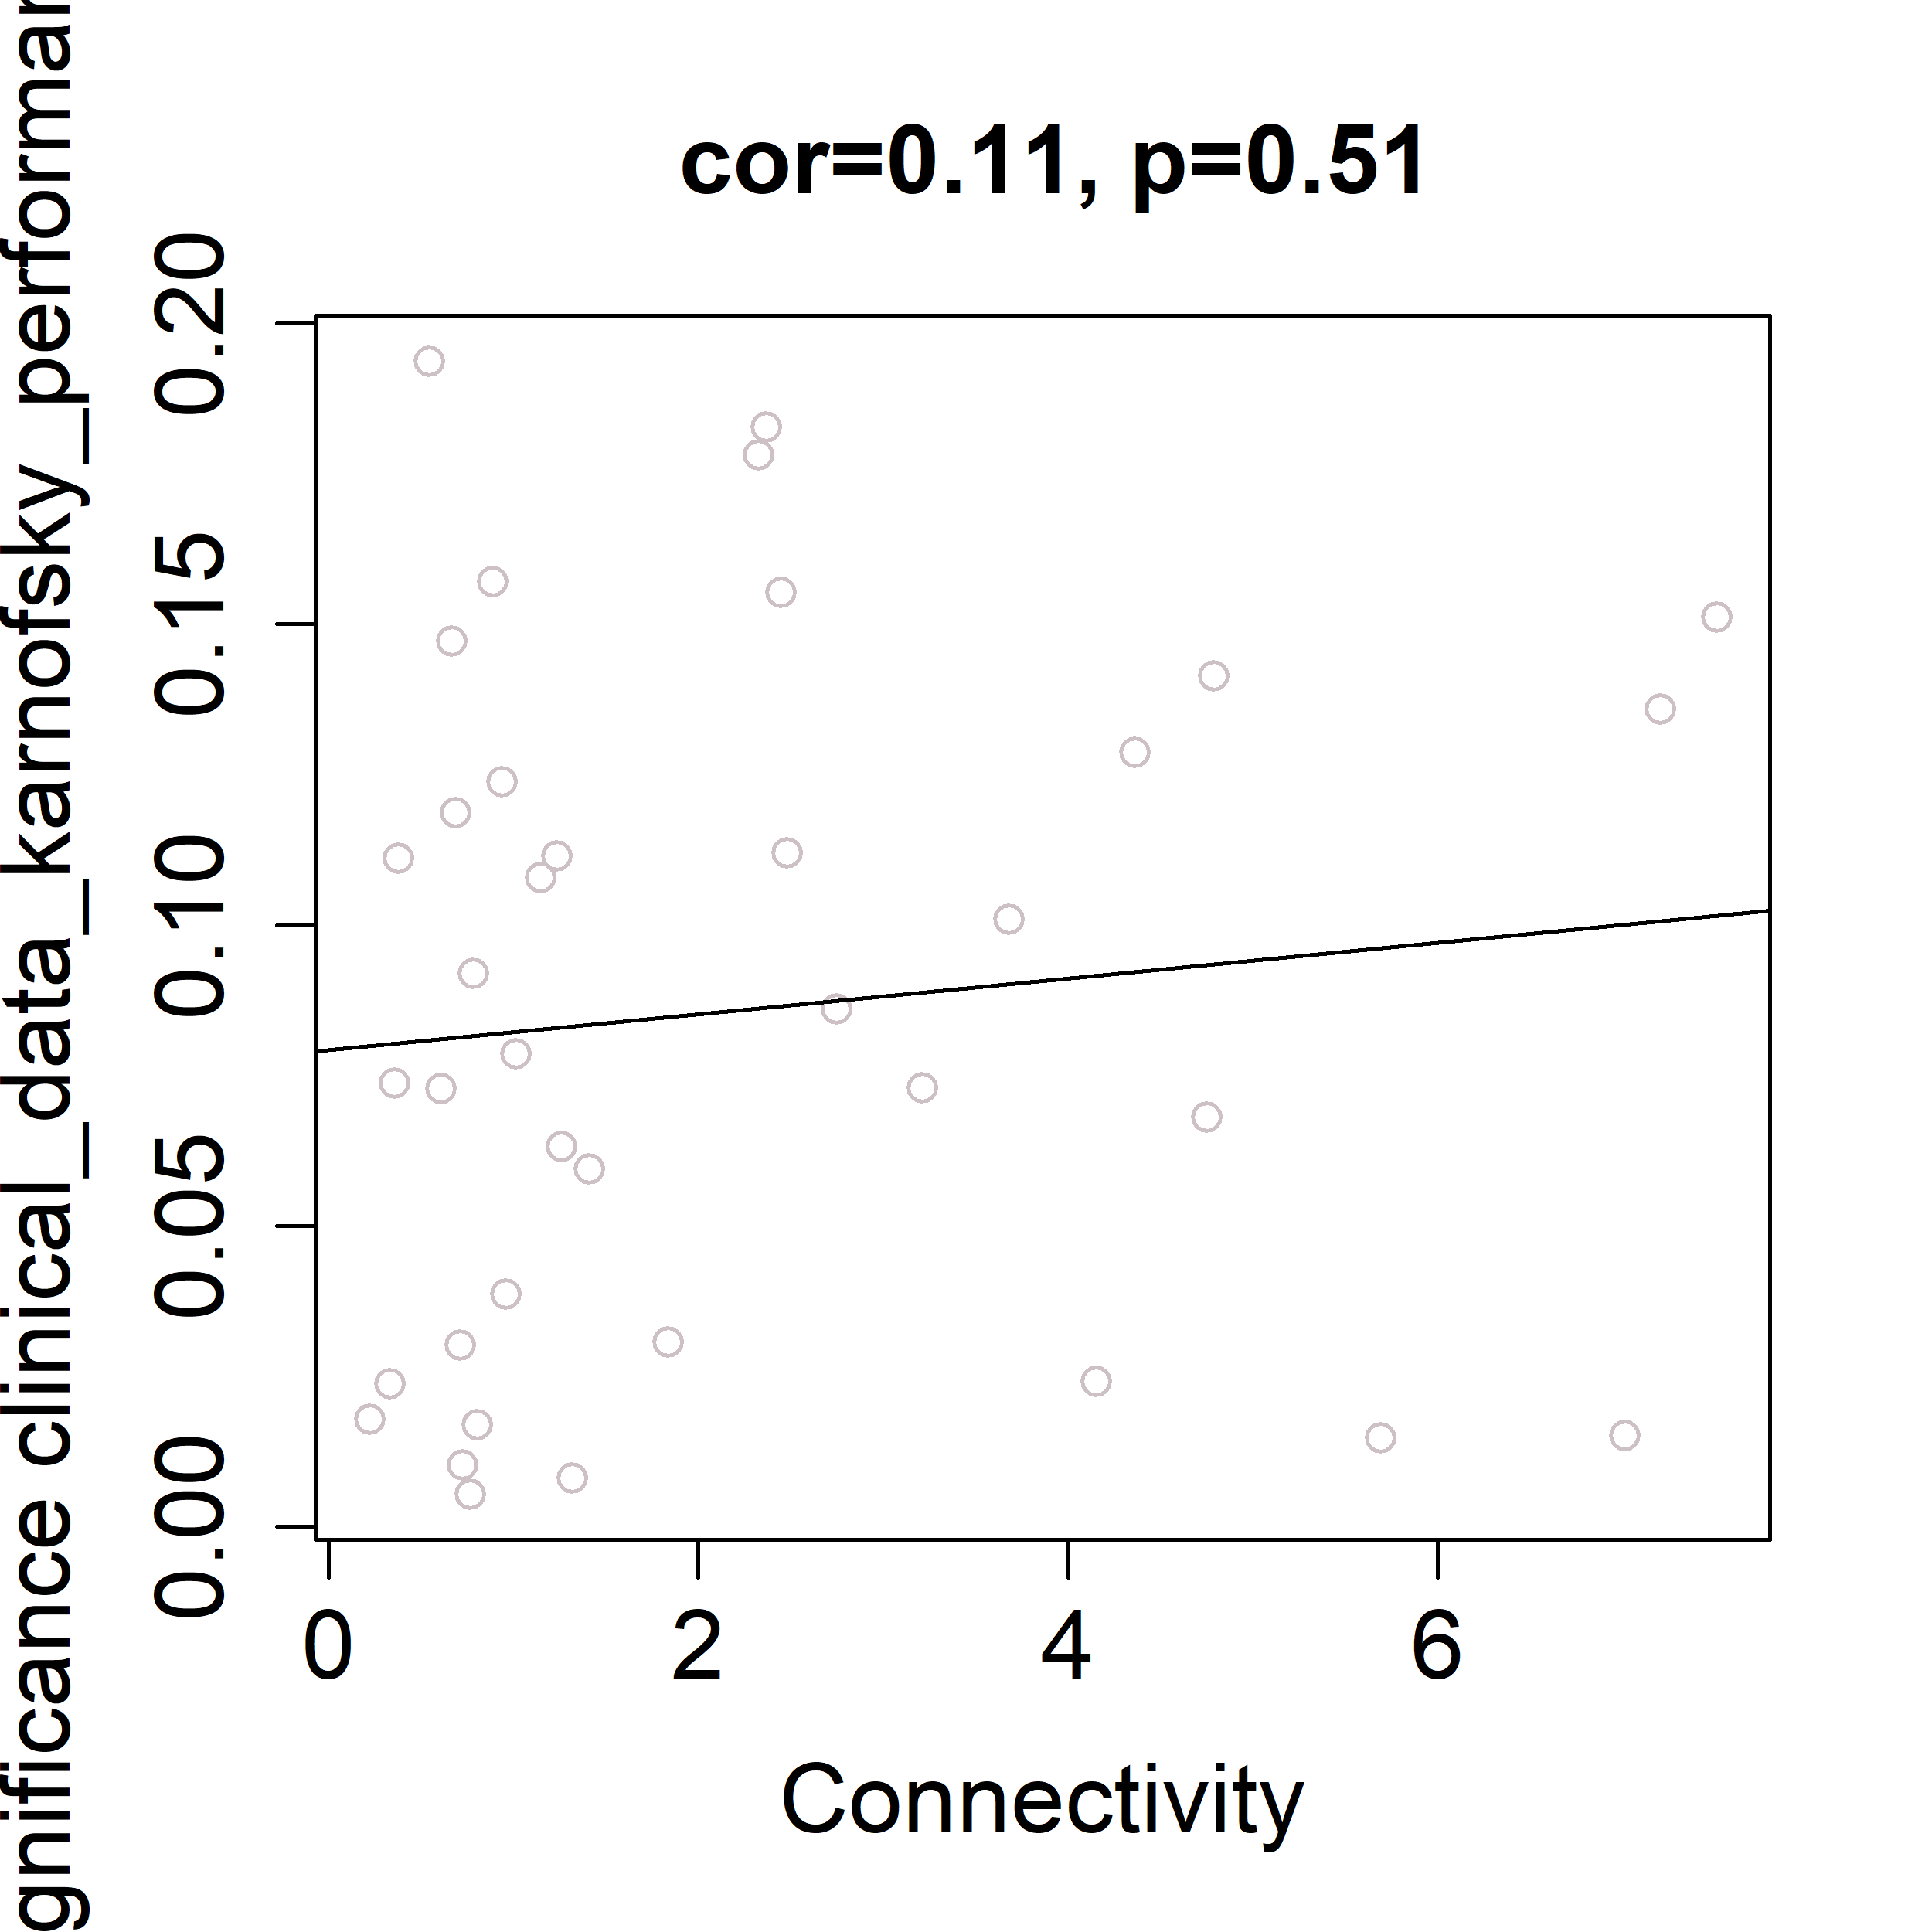 cor=0.11, p=0.51
gnificance clinical_data_karnofsky_performa
0.20
0.15
0.10
0.05
0.00
0 2 4 6
Connectivity